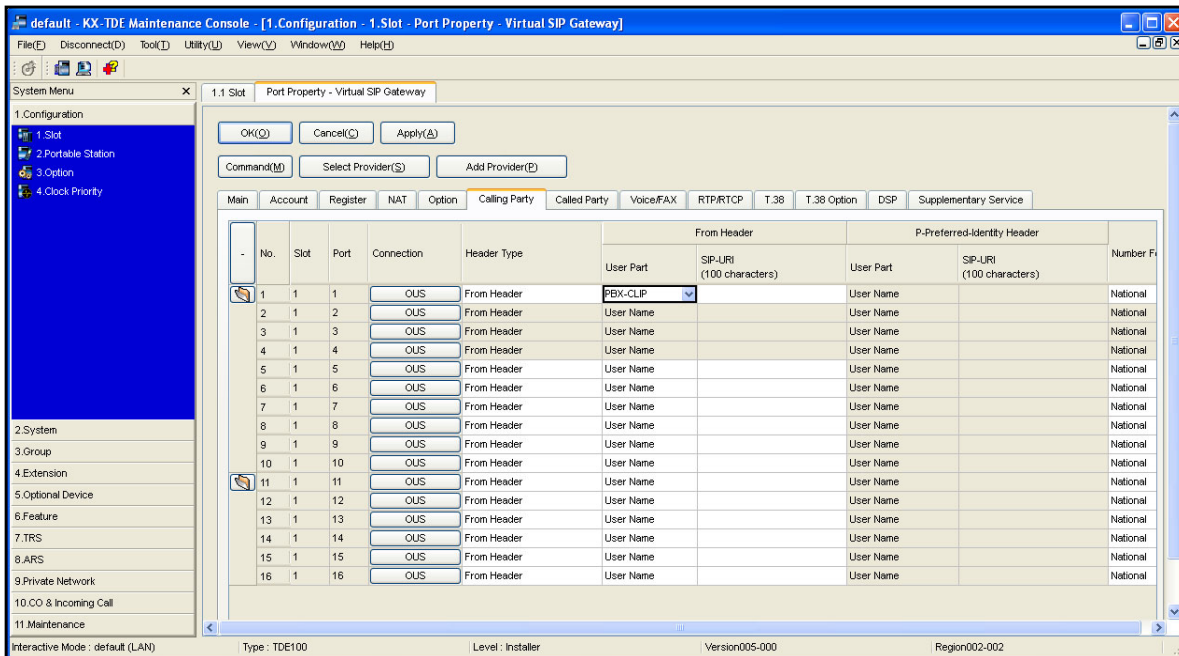 default - KX-TDE Maintenance Console - [1.Configuration - 1.Slot - Port Property - Virtual SIP Gateway]
File(F) Disconnect(D) Tool(T) Utility(U) View(V) Window(W) Help(H)
System Menu x 1.1 Slot Port Property - Virtual SIP Gateway
1.Configuration
1.Slot
2.Portable Station
3.Option
4.Clock Priority
2.System
3.Group
4.Extension
5.Optional Device
6.Feature
7.TRS
8.ARS
9.Private Network
10.CO & Incoming Call
11.Maintenance
OK(O) Cancel(C) Apply(A)
Command(M) Select Provider(S) Add Provider(P)
Main Account Register NAT Option Calling Party Called Party Voice/FAX RTP/RTCP T.38 T.38 Option DSP Supplementary Service
From Header P-Preferred-Identity Header
- No. Slot Port Connection Header Type User Part SIP-URI (100 characters) User Part SIP-URI (100 characters) Number
1 1 1 OUS From Header PBX-CLIP User Name National
2 1 2 OUS From Header User Name User Name National
3 1 3 OUS From Header User Name User Name National
4 1 4 OUS From Header User Name User Name National
5 1 5 OUS From Header User Name User Name National
6 1 6 OUS From Header User Name User Name National
7 1 7 OUS From Header User Name User Name National
8 1 8 OUS From Header User Name User Name National
9 1 9 OUS From Header User Name User Name National
10 1 10 OUS From Header User Name User Name National
11 1 11 OUS From Header User Name User Name National
12 1 12 OUS From Header User Name User Name National
13 1 13 OUS From Header User Name User Name National
14 1 14 OUS From Header User Name User Name National
15 1 15 OUS From Header User Name User Name National
16 1 16 OUS From Header User Name User Name National
Interactive Mode : default (LAN) Type : TDE100 Level : Installer Version005-000 Region002-002